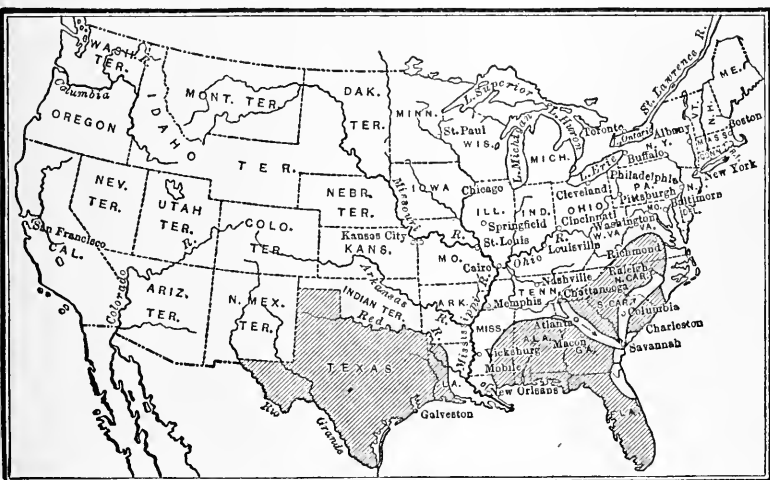 WASH. TER.
Columbia R.
OREGON
IDAHO TER.
MONT. TER.
DAK. TER.
MINN.
St. Paul
WIS.
L. Superior
L. Michigan
L. Huron
MICH.
Toronto
L. Ontario
St. Lawrence R.
ME.
VT.
N.H.
MASS.
Boston
Albany
N.Y.
Buffalo
L. Erie
New York
Philadelphia
PA.
Pittsburg
N.J.
Baltimore
Cleveland
OHIO
Cincinnati
Washington
W. VA.
VA.
Chicago
IOWA
ILL.
IND.
Springfield
St. Louis
Louisville
Richmond
NEV. TER.
UTAH TER.
COLO. TER.
NEBR. TER.
Missouri R.
Kansas City
KANS.
MO.
Cairo
Ohio R.
San Francisco
CAL.
Colorado R.
ARIZ. TER.
N. MEX. TER.
INDIAN TER.
Arkansas R.
Red R.
ARK.
Mississippi R.
Nashville
TENN.
Memphis
Chattanooga
Raleigh
N. CAR.
S. CAR.
Columbia
Charleston
Savannah
Atlanta
MISS.
ALA.
Macon
GA.
Vicksburg
Mobile
LA.
New Orleans
FLA.
TEXAS
Galveston
Rio Grande